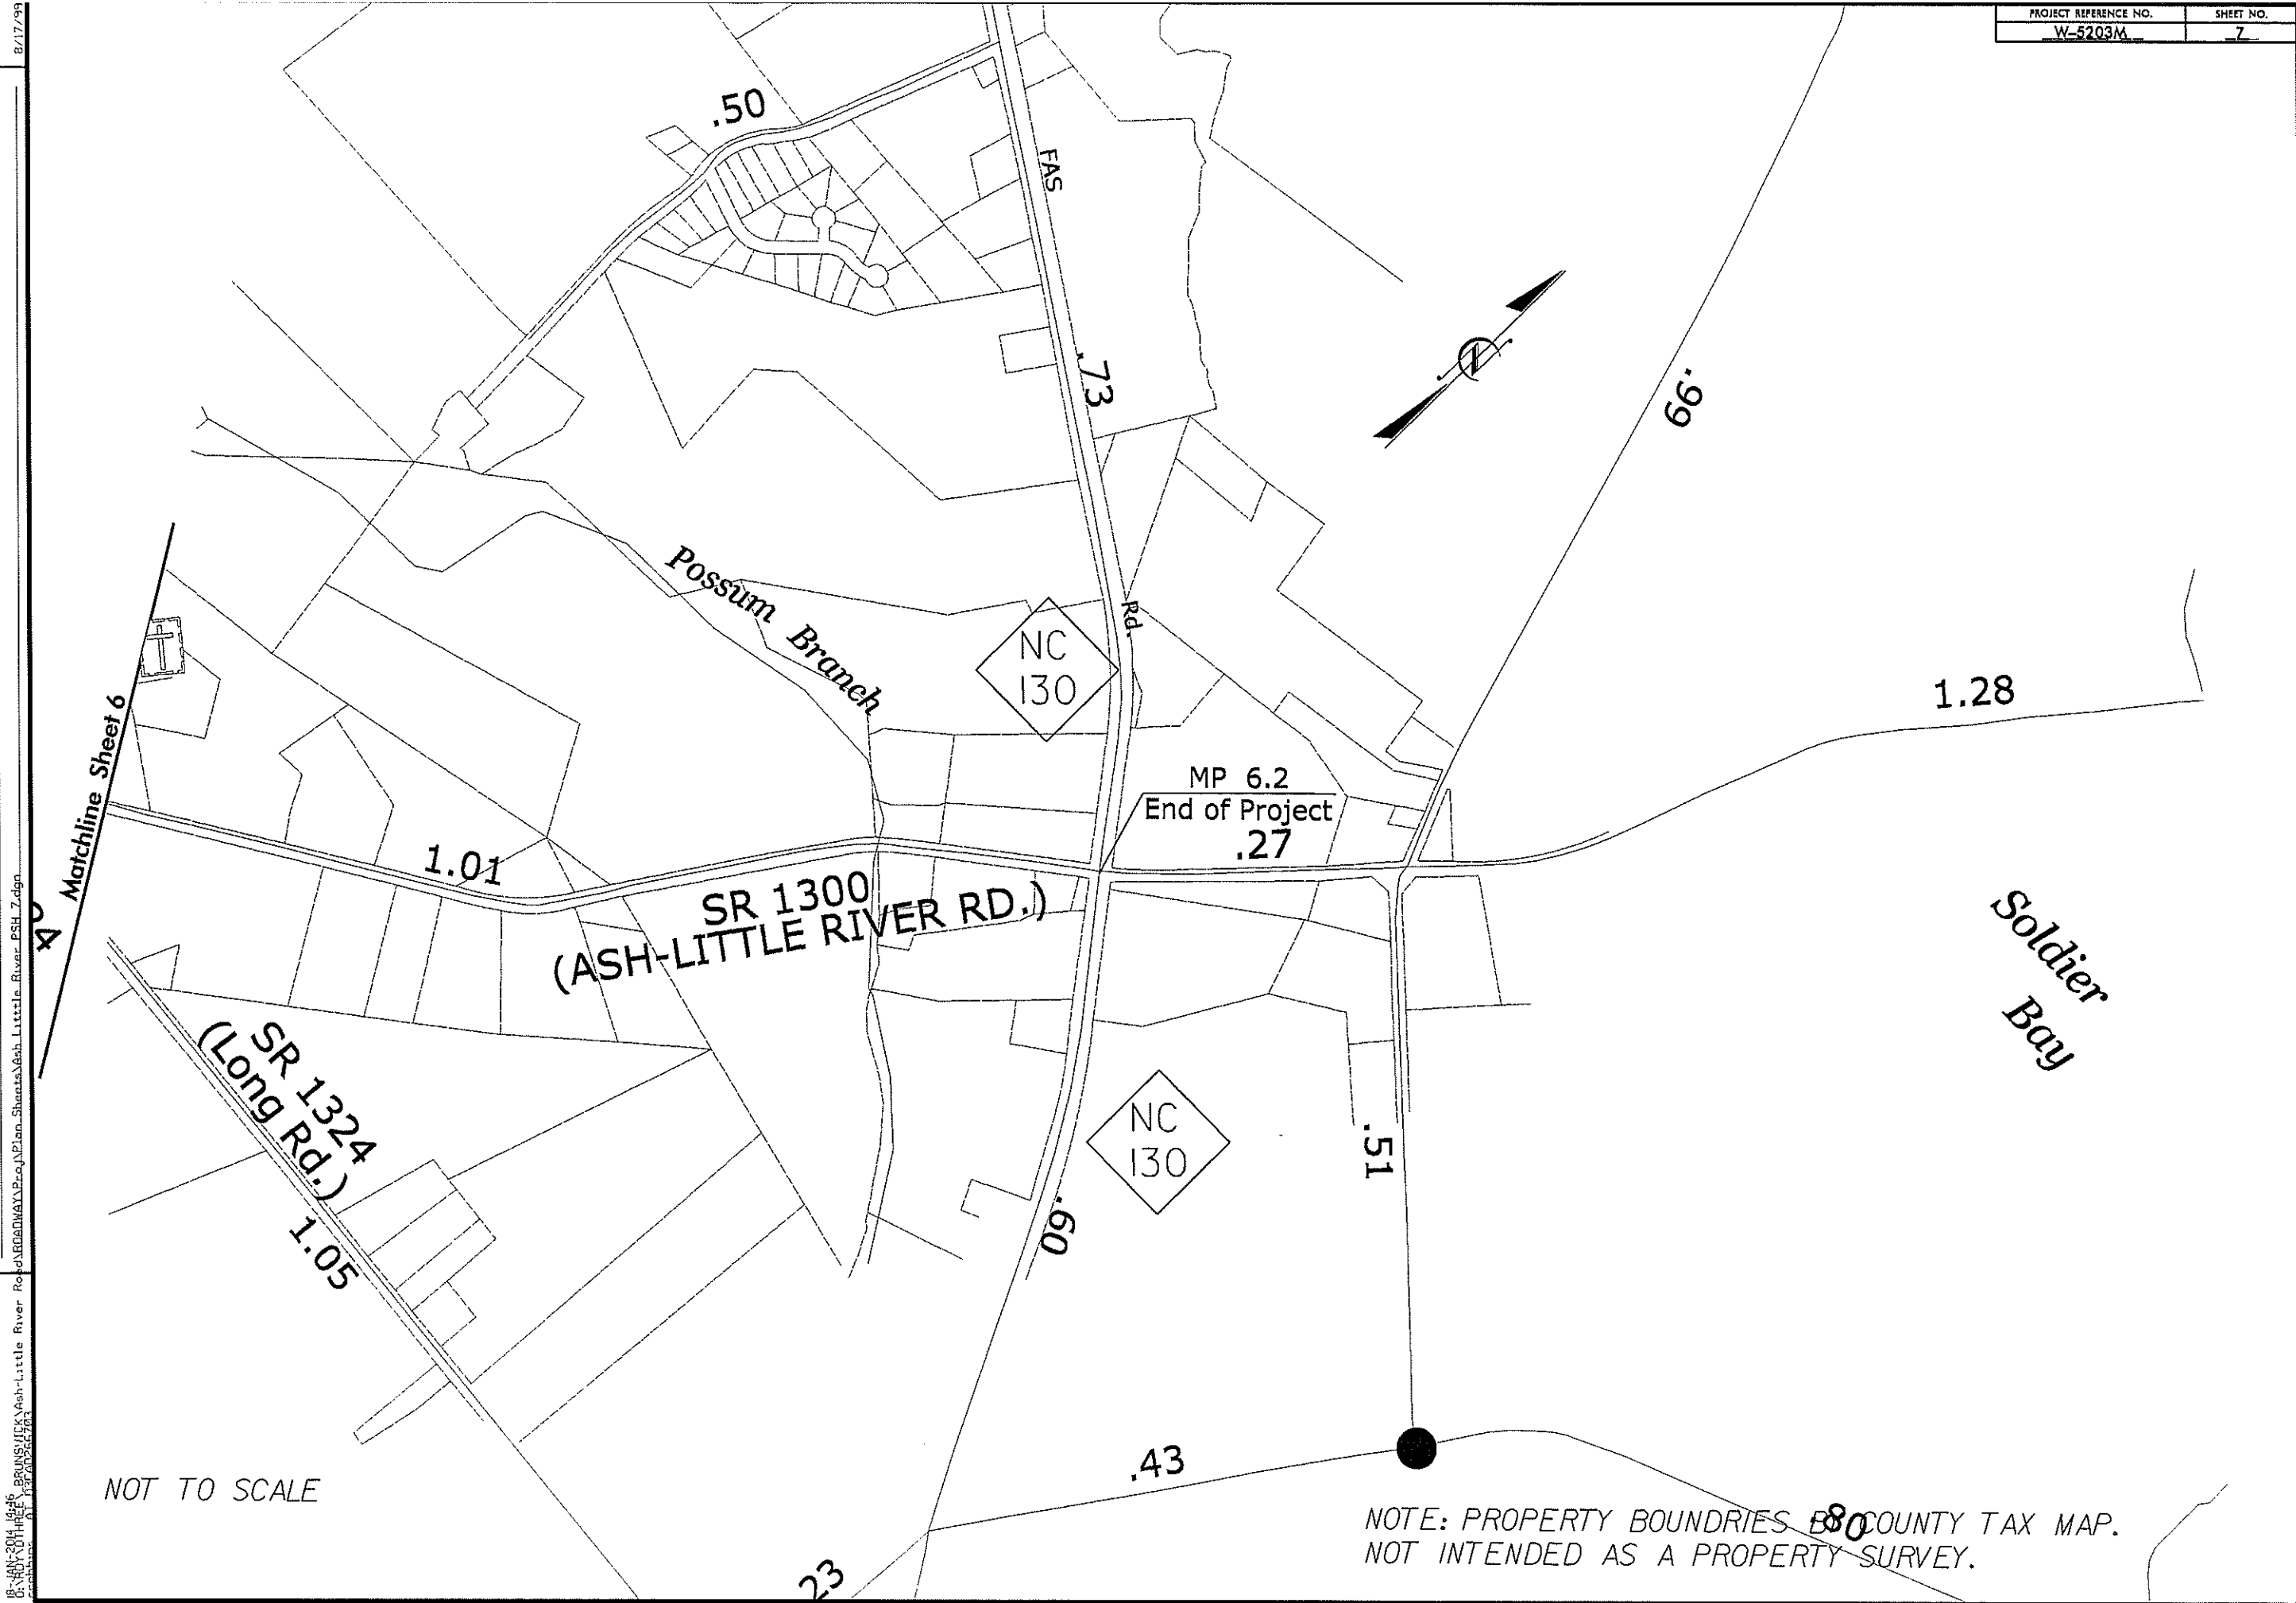 8/17/99
PROJECT REFERENCE NO.
SHEET NO.
W-5203M
7
.50
FAS
.73
.99
Possum Branch
NC
130
Rd.
1.28
MP 6.2
End of Project
.27
Matchline Sheet 6
1.01
SR 1300
(ASH-LITTLE RIVER RD.)
Soldier
Bay
SR 1324
(Long Rd.)
1.05
NC
130
.51
.60
.43
.80
23
NOT TO SCALE
NOTE: PROPERTY BOUNDRIES BY COUNTY TAX MAP.
NOT INTENDED AS A PROPERTY SURVEY.